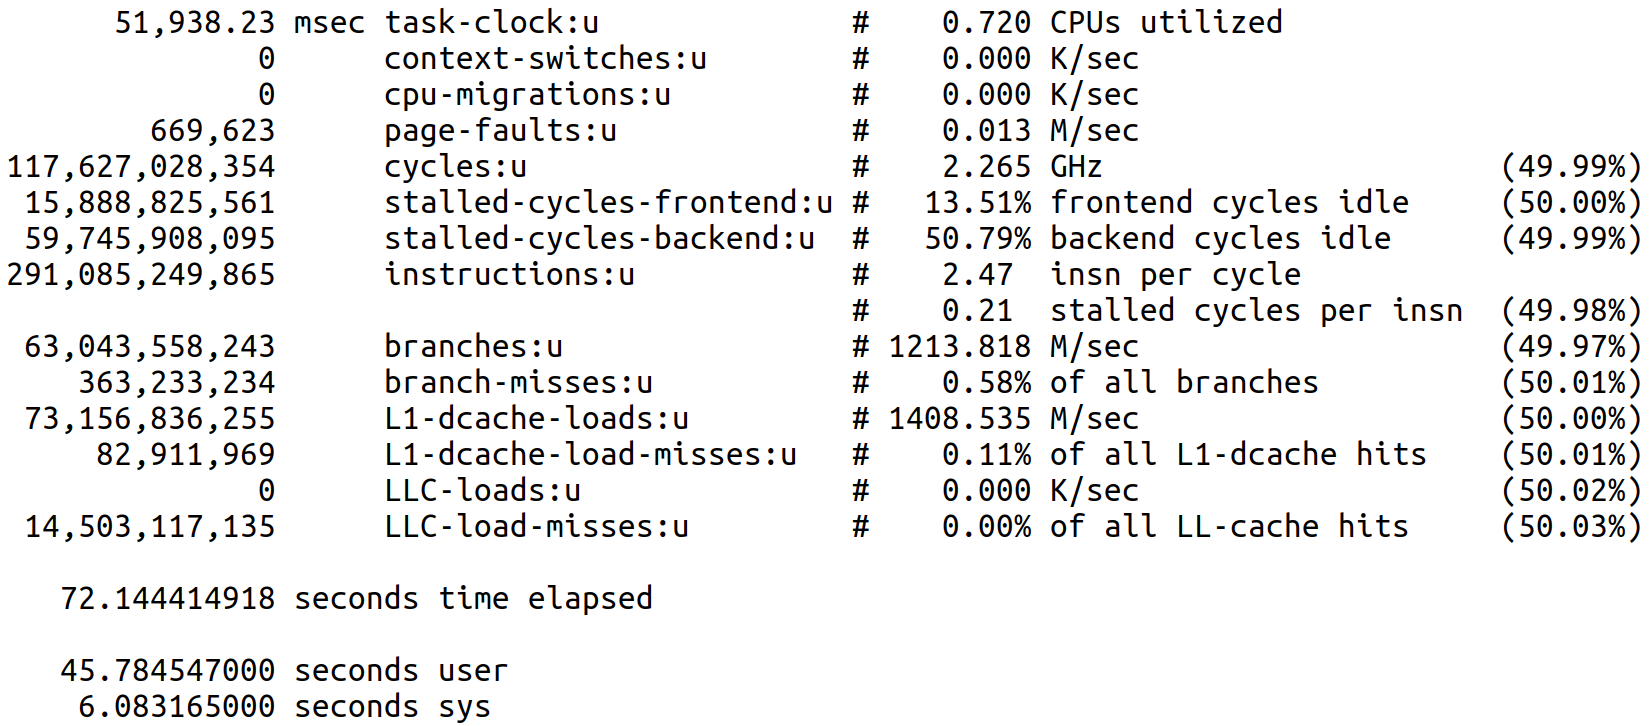 51,938.23 msec task-clock:u # 0.720 CPUs utilized
0 context-switches:u # 0.000 K/sec
0 cpu-migrations:u # 0.000 K/sec
669,623 page-faults:u # 0.013 M/sec
117,627,028,354 cycles:u # 2.265 GHz (49.99%)
15,888,825,561 stalled-cycles-frontend:u # 13.51% frontend cycles idle (50.00%)
59,745,908,095 stalled-cycles-backend:u # 50.79% backend cycles idle (49.99%)
291,085,249,865 instructions:u # 2.47 insn per cycle
# 0.21 stalled cycles per insn (49.98%)
63,043,558,243 branches:u # 1213.818 M/sec (49.97%)
363,233,234 branch-misses:u # 0.58% of all branches (50.01%)
73,156,836,255 L1-dcache-loads:u # 1408.535 M/sec (50.00%)
82,911,969 L1-dcache-load-misses:u # 0.11% of all L1-dcache hits (50.01%)
0 LLC-loads:u # 0.000 K/sec (50.02%)
14,503,117,135 LLC-load-misses:u # 0.00% of all LL-cache hits (50.03%)
72.144414918 seconds time elapsed
45.784547000 seconds user
6.083165000 seconds sys